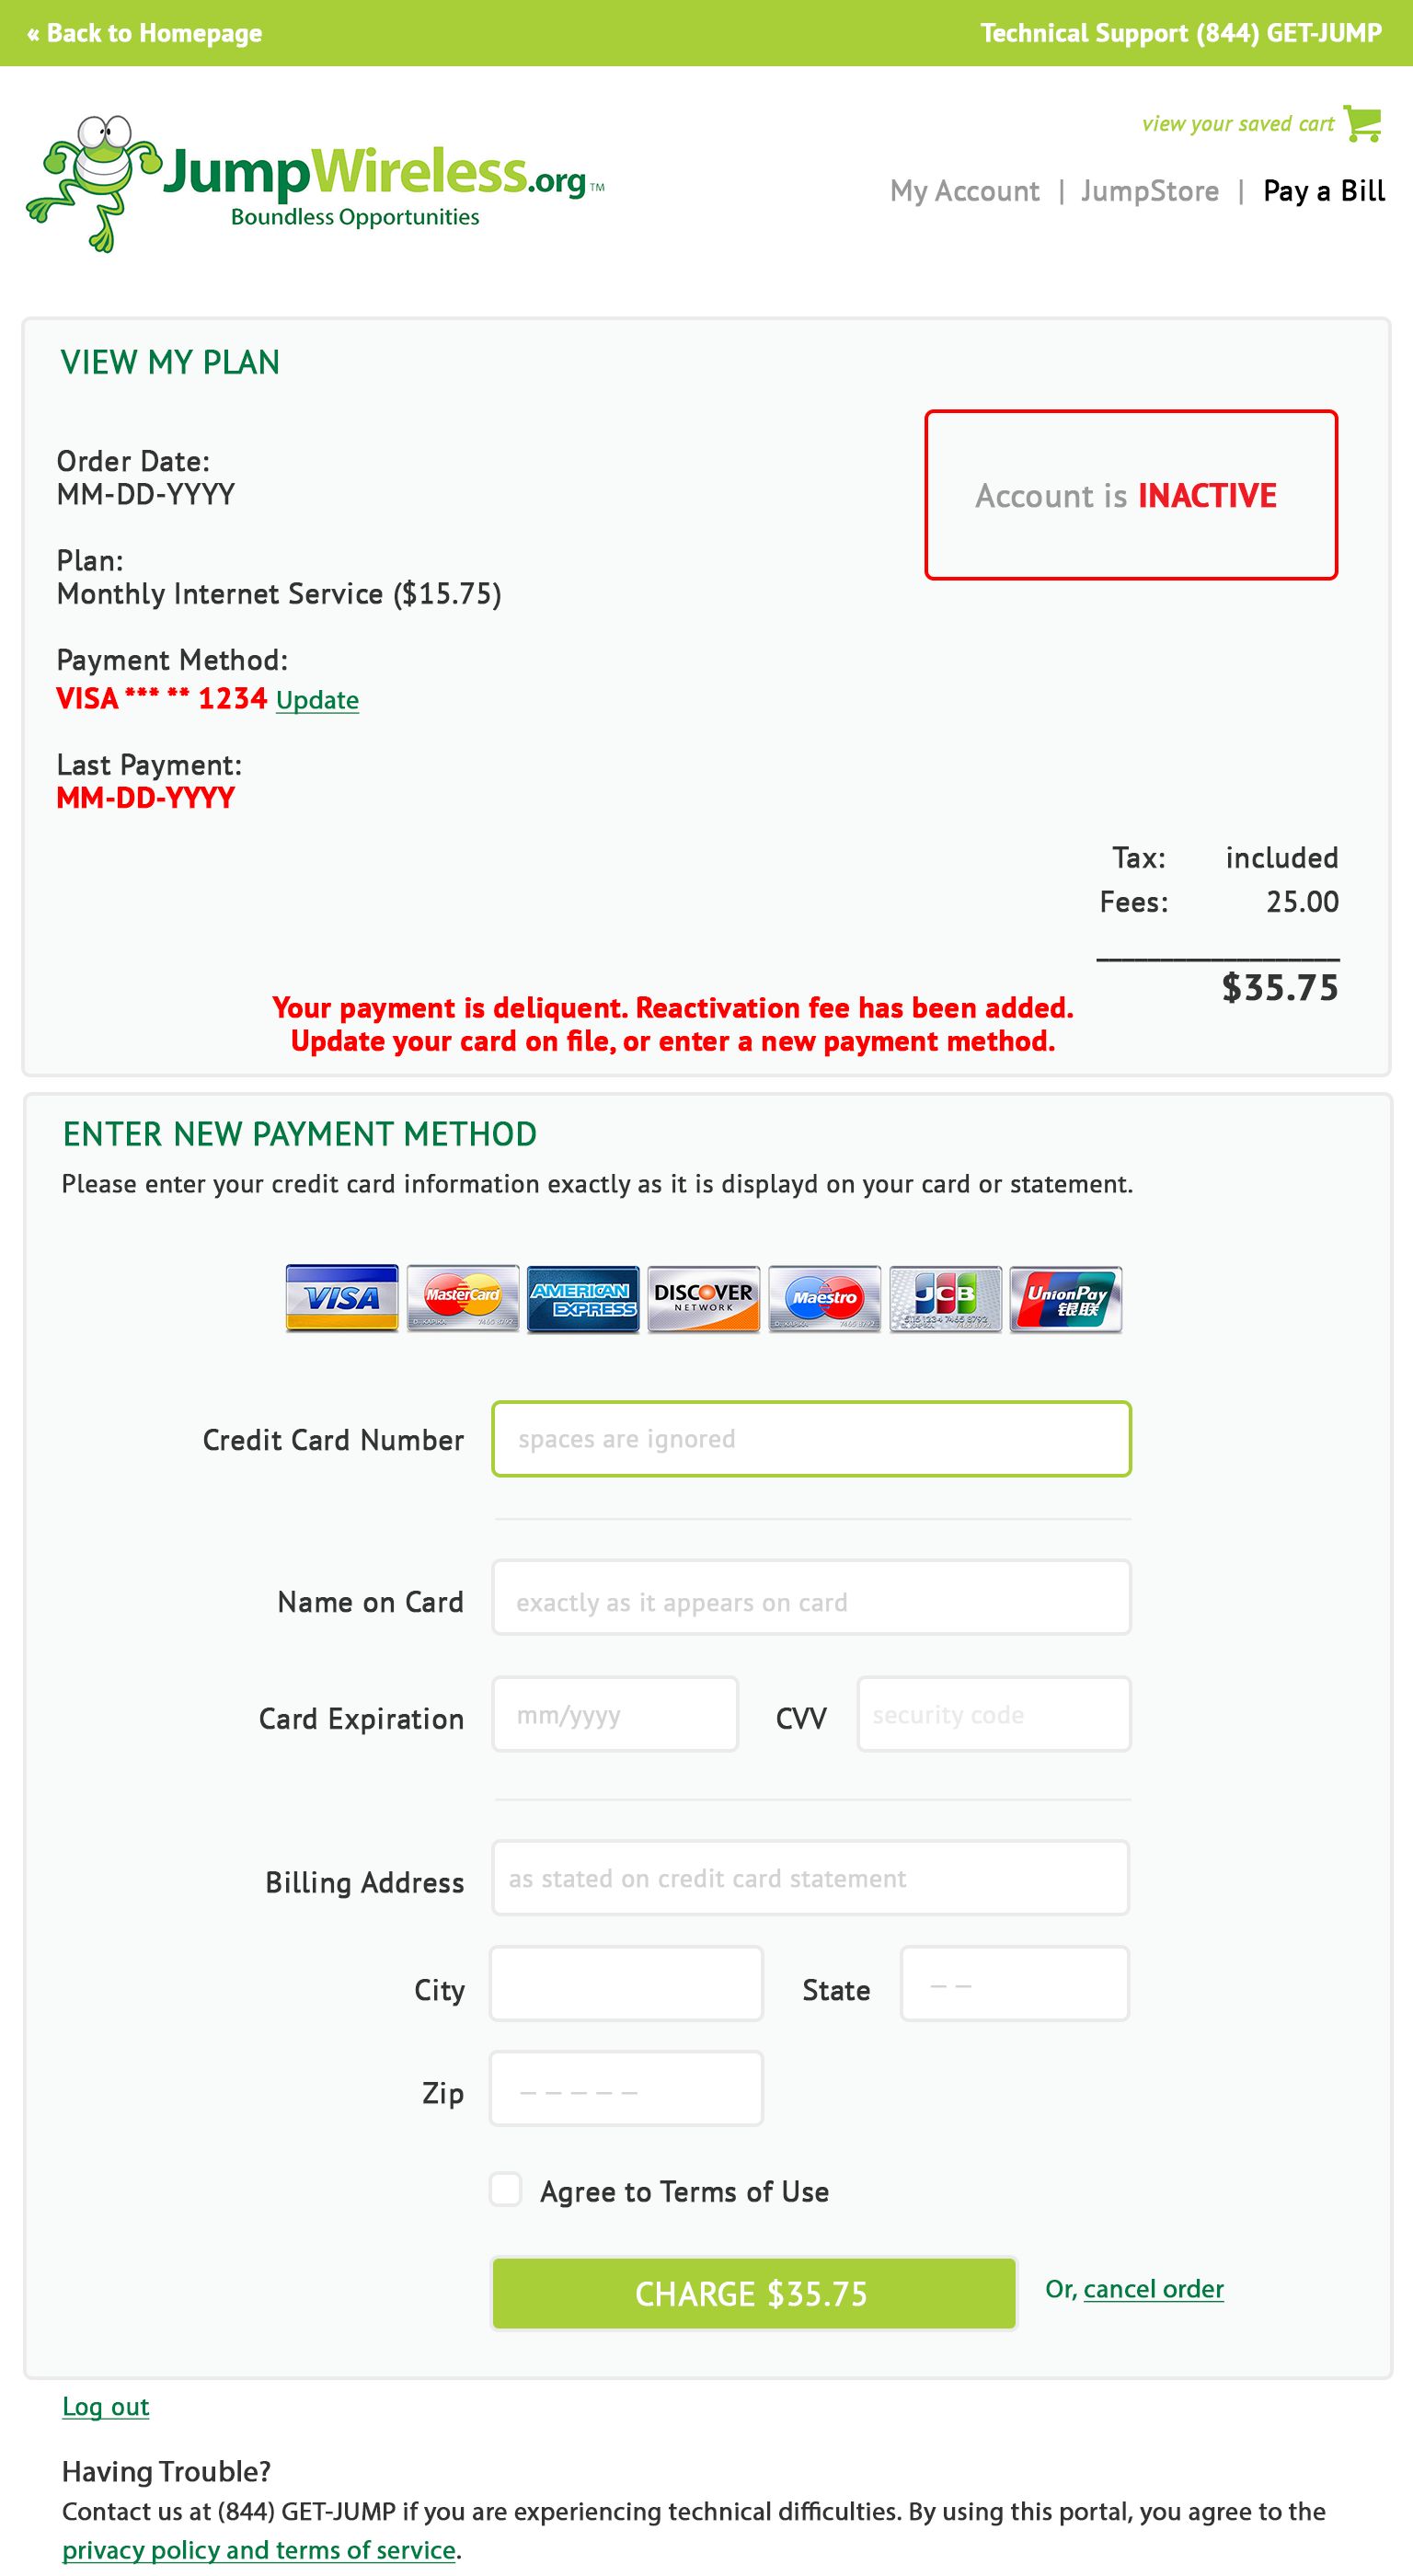 « Back to Homepage
Technical Support (844) GET-JUMP
view your saved cart
JumpWireless.org™
Boundless Opportunities
My Account | JumpStore | Pay a Bill
VIEW MY PLAN
Order Date:
MM-DD-YYYY
Account is INACTIVE
Plan:
Monthly Internet Service ($15.75)
Payment Method:
VISA *** ** 1234 Update
Last Payment:
MM-DD-YYYY
Tax: included
Fees: 25.00
$35.75
Your payment is deliquent. Reactivation fee has been added.
Update your card on file, or enter a new payment method.
ENTER NEW PAYMENT METHOD
Please enter your credit card information exactly as it is displayd on your card or statement.
VISA MasterCard AMERICAN EXPRESS DISCOVER NETWORK Maestro JCB UnionPay 银联
Credit Card Number spaces are ignored
Name on Card exactly as it appears on card
Card Expiration mm/yyyy CVV security code
Billing Address as stated on credit card statement
City State _ _
Zip _ _ _ _ _
Agree to Terms of Use
CHARGE $35.75 Or, cancel order
Log out
Having Trouble?
Contact us at (844) GET-JUMP if you are experiencing technical difficulties. By using this portal, you agree to the
privacy policy and terms of service.